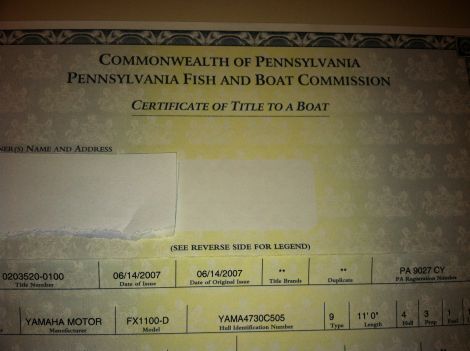 COMMONWEALTH OF PENNSYLVANIA
PENNSYLVANIA FISH AND BOAT COMMISSION
CERTIFICATE OF TITLE TO A BOAT
NER(S) NAME AND ADDRESS
(SEE REVERSE SIDE FOR LEGEND)
0203520-0100 06/14/2007 06/14/2007 ** ** PA 9027 CY
Title Number Date of Issue Date of Original Issue Title Brands Duplicate PA Registration Number
YAMAHA MOTOR FX1100-D YAMA4730C505 9 11' 0" 4 3 1
Manufacturer Model Hull Identification Number Type Length Hull Prop Fuel